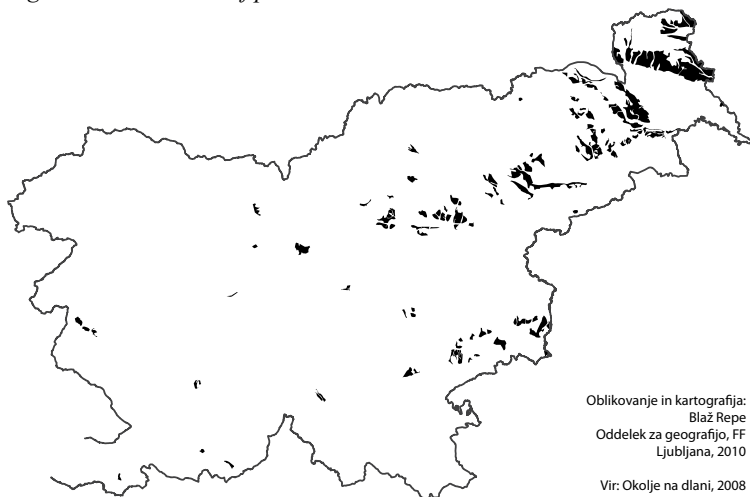 Oblikovanje in kartografija:
Blaž Repe
Oddelek za geografijo, FF
Ljubljana, 2010
Vir: Okolje na dlani, 2008